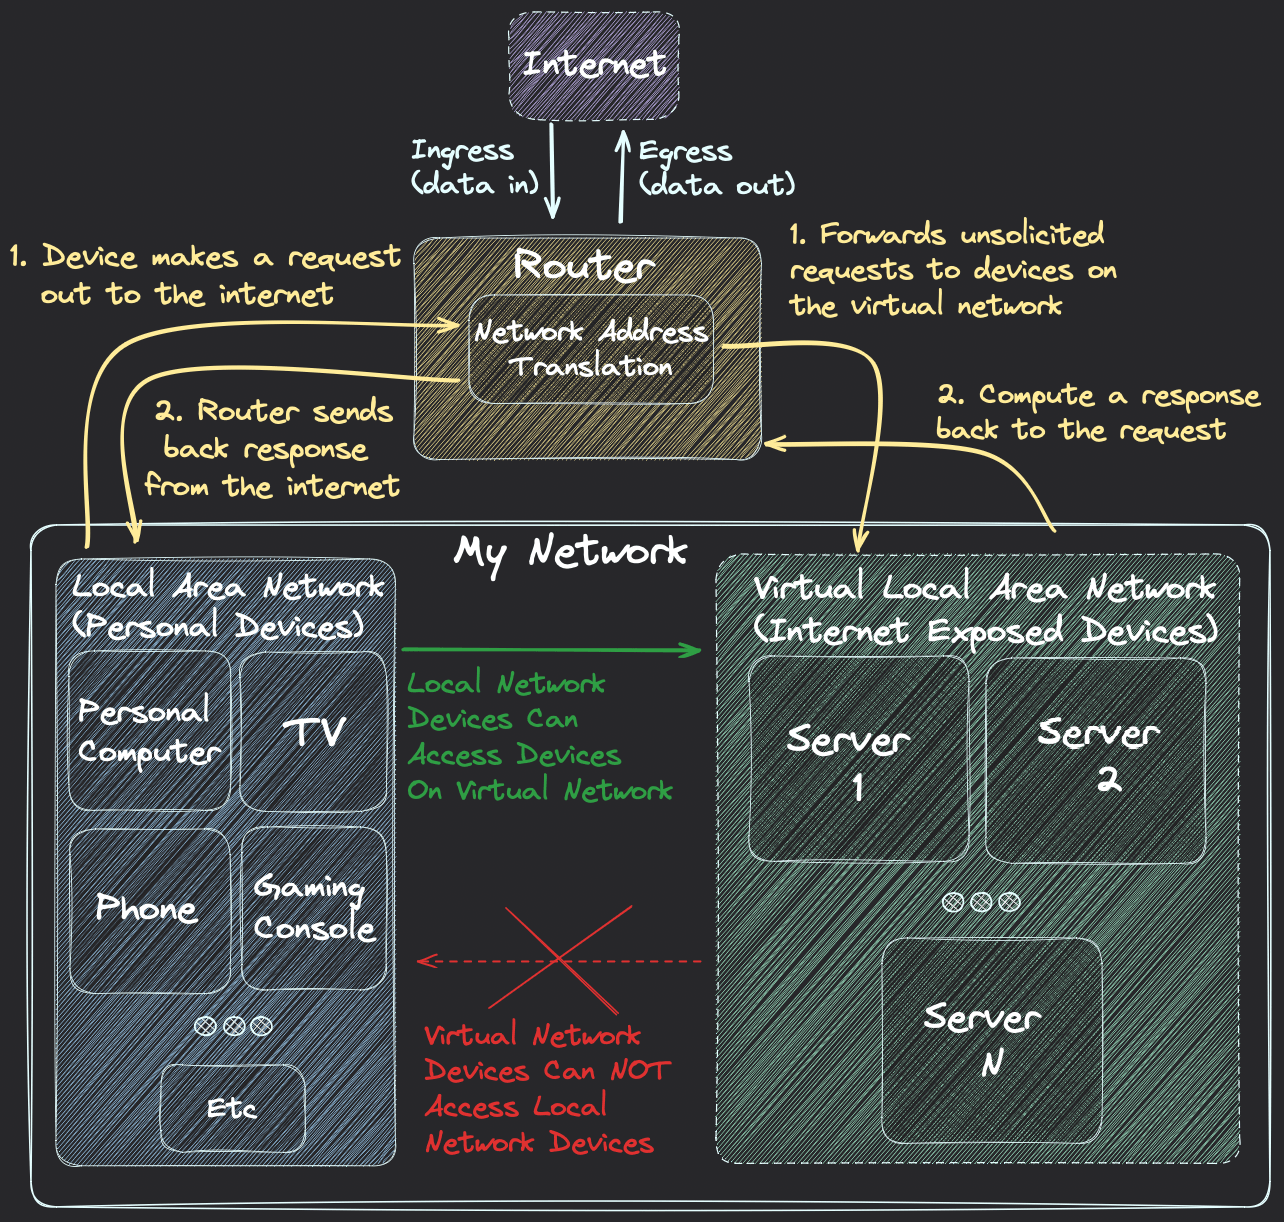 Internet
Ingress
(data in)
Egress
(data out)
1. Device makes a request
out to the internet
Router
Network Address
Translation
1. Forwards unsolicited
requests to devices on
the virtual network
2. Router sends
back response
from the internet
2. Compute a response
back to the request
My Network
Local Area Network
(Personal Devices)
Personal
Computer
TV
Phone
Gaming
Console
Etc
Local Network
Devices Can
Access Devices
On Virtual Network
Virtual Network
Devices Can NOT
Access Local
Network Devices
Virtual Local Area Network
(Internet Exposed Devices)
Server
1
Server
2
Server
N